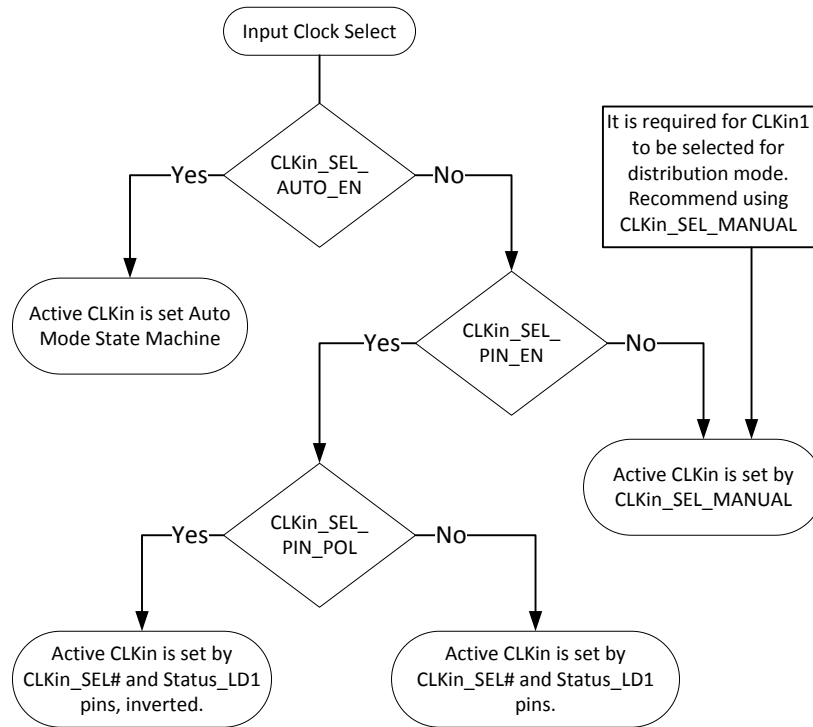 Input Clock Select
It is required for CLKin1
to be selected for
distribution mode.
Recommend using
CLKin_SEL_MANUAL
CLKin_SEL_
AUTO_EN
Yes
No
Active CLKin is set Auto
Mode State Machine
CLKin_SEL_
PIN_EN
Yes
No
Active CLKin is set by
CLKin_SEL_MANUAL
CLKin_SEL_
PIN_POL
Yes
No
Active CLKin is set by
CLKin_SEL# and Status_LD1
pins, inverted.
Active CLKin is set by
CLKin_SEL# and Status_LD1
pins.